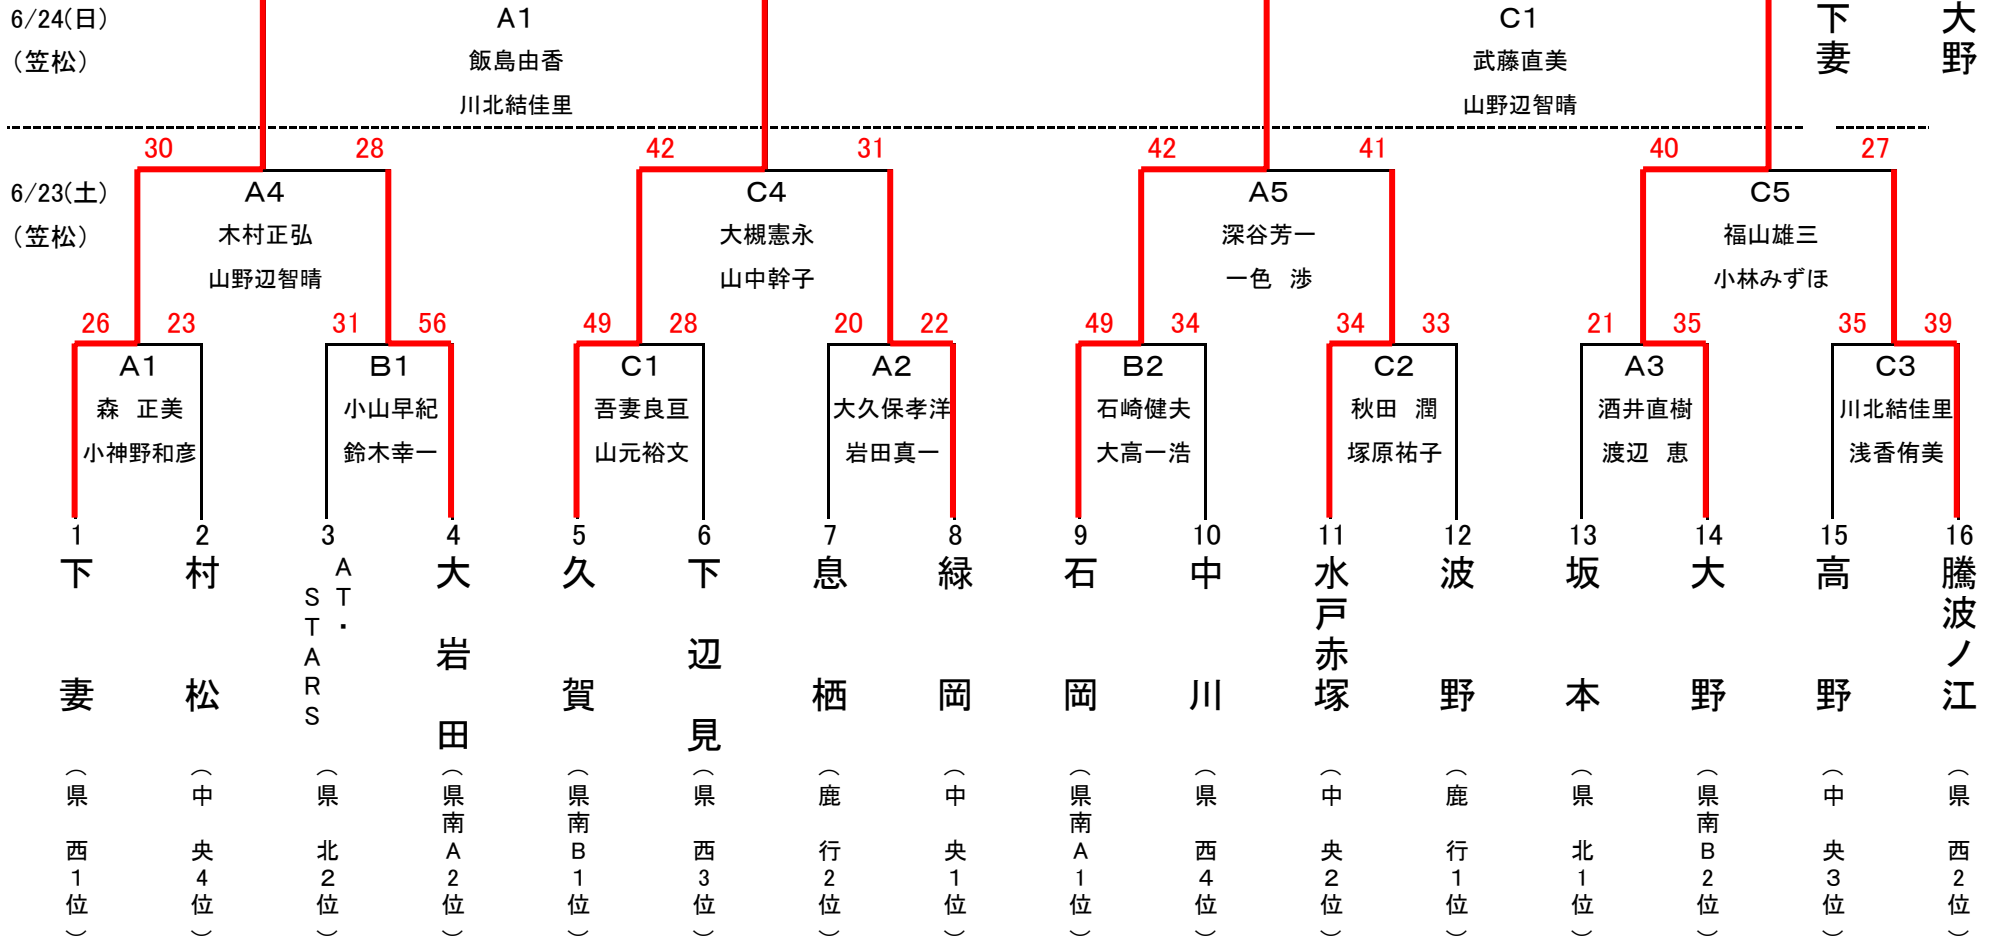 6/24(日)
（笠松）
A1
飯島由香
川北結佳里
C1
武藤直美
山野辺智晴
下妻
大野
30 28 42 31 42 41 40 27
6/23(土)
（笠松）
A4
木村正弘
山野辺智晴
C4
大槻憲永
山中幹子
A5
深谷芳一
一色 渉
C5
福山雄三
小林みずほ
26 23 31 56 49 28 20 22 49 34 34 33 21 35 35 39
A1
森 正美
小神野和彦
B1
小山早紀
鈴木幸一
C1
吾妻良亘
山元裕文
A2
大久保孝洋
岩田真一
B2
石崎健夫
大高一浩
C2
秋田 潤
塚原祐子
A3
酒井直樹
渡辺 恵
C3
川北結佳里
浅香侑美
1 2 3 4 5 6 7 8 9 10 11 12 13 14 15 16
下妻
村松
AT・
STARS
大岩田
久賀
下辺見
息栖
緑岡
石岡
中川
水戸赤塚
波野
坂本
大野
高野
騰波ノ江
（県西1位）
（中央4位）
（県北2位）
（県南A2位）
（県南B1位）
（県西3位）
（鹿行2位）
（中央1位）
（県南A1位）
（県西4位）
（中央2位）
（鹿行1位）
（県北1位）
（県南B2位）
（中央3位）
（県西2位）